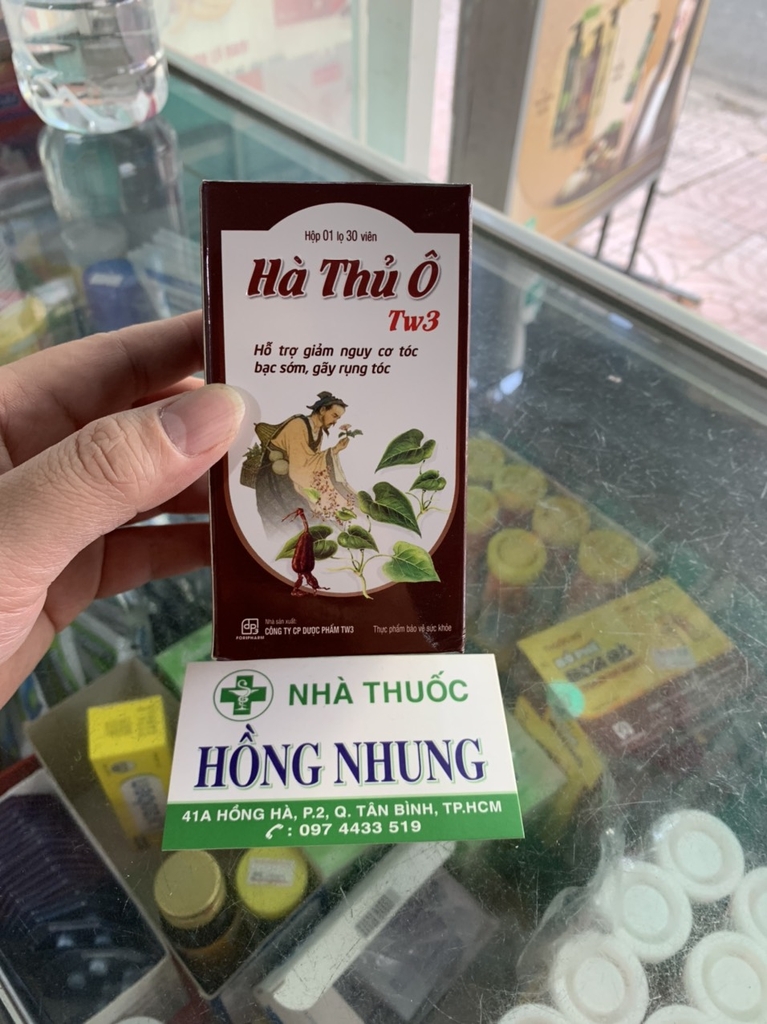 Hộp 01 lọ 30 viên
Hà Thủ Ô
Tw3
Hỗ trợ giảm nguy cơ tóc
bạc sớm, gãy rụng tóc
FORIPHARM
Nhà sản xuất:
CÔNG TY CP DƯỢC PHẨM TW3
Thực phẩm bảo vệ sức khỏe
NHÀ THUỐC
HỒNG NHUNG
41A HỒNG HÀ, P.2, Q. TÂN BÌNH, TP.HCM
: 097 4433 519